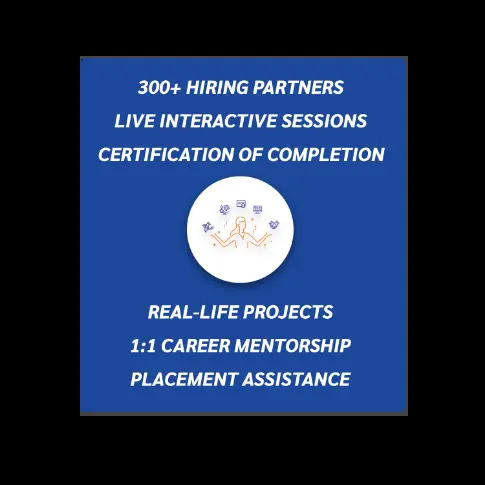 300+ HIRING PARTNERS
LIVE INTERACTIVE SESSIONS
CERTIFICATION OF COMPLETION
REAL-LIFE PROJECTS
1:1 CAREER MENTORSHIP
PLACEMENT ASSISTANCE